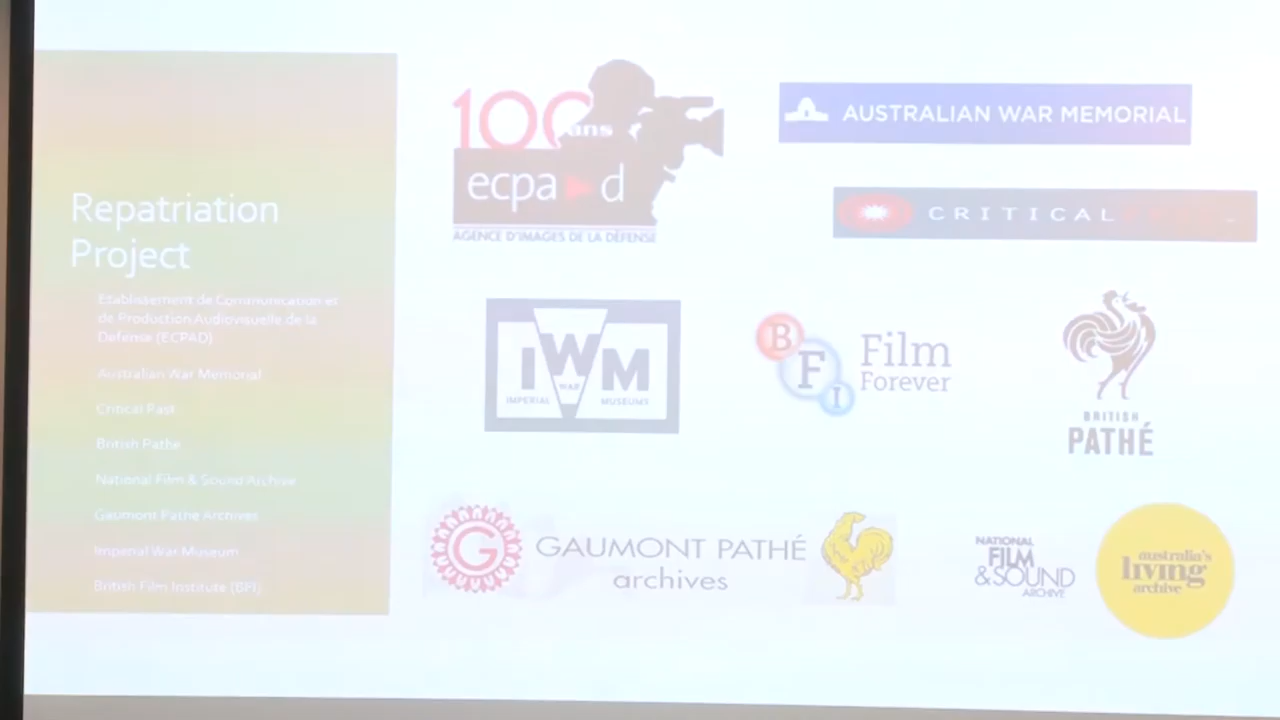 Repatriation
Project
Etablissement de Communication et
de Production Audiovisuelle de la
Defense (ECPAD)
Australian War Memorial
Critical Past
British Pathe
National Film & Sound Archive
Gaumont Pathe Archives
Imperial War Museum
British Film Institute (BFI)
100 ans
ecpa d
AGENCE D'IMAGES DE LA DÉFENSE
AUSTRALIAN WAR MEMORIAL
CRITICAL
IWM
IMPERIAL WAR MUSEUMS
BFI
Film
Forever
BRITISH
PATHÉ
G
GAUMONT PATHÉ
archives
NATIONAL
FILM
&SOUND
ARCHIVE
australia's
living
archive